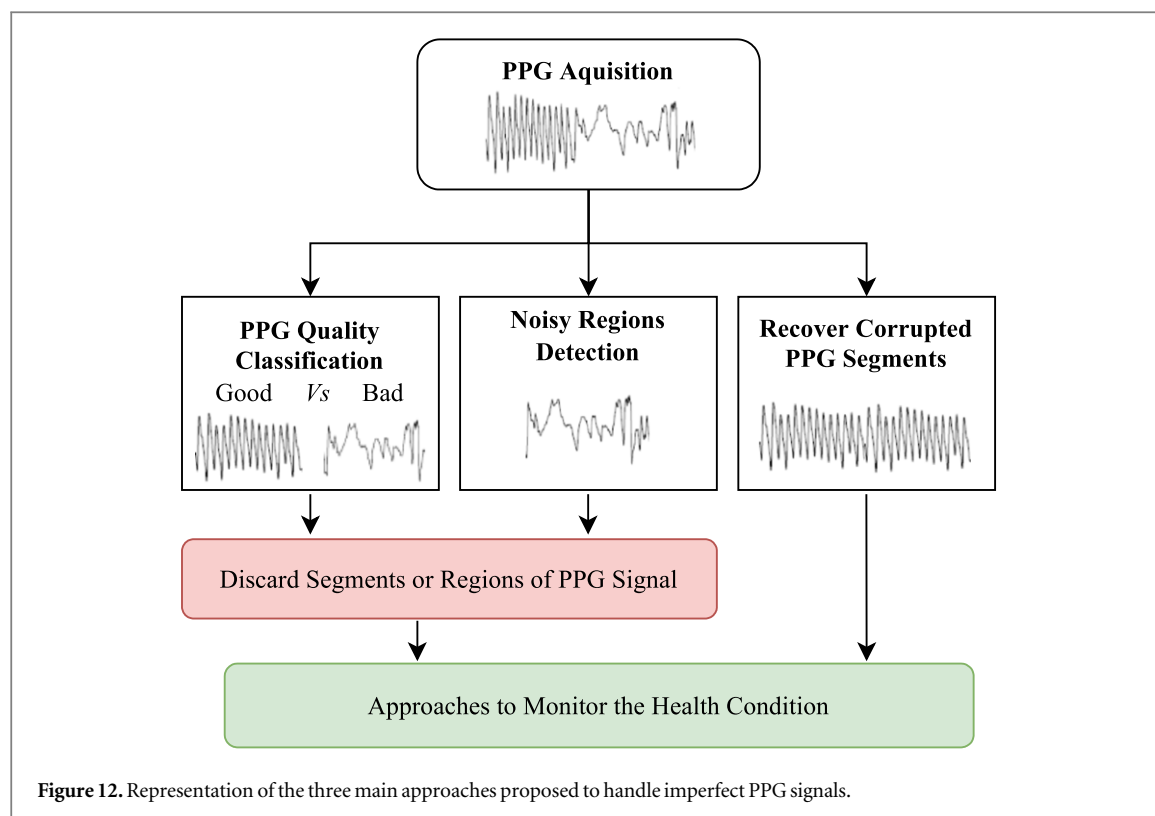 PPG Aquisition
PPG Quality
Classification
Good Vs Bad
Noisy Regions
Detection
Recover Corrupted
PPG Segments
Discard Segments or Regions of PPG Signal
Approaches to Monitor the Health Condition
Figure 12. Representation of the three main approaches proposed to handle imperfect PPG signals.